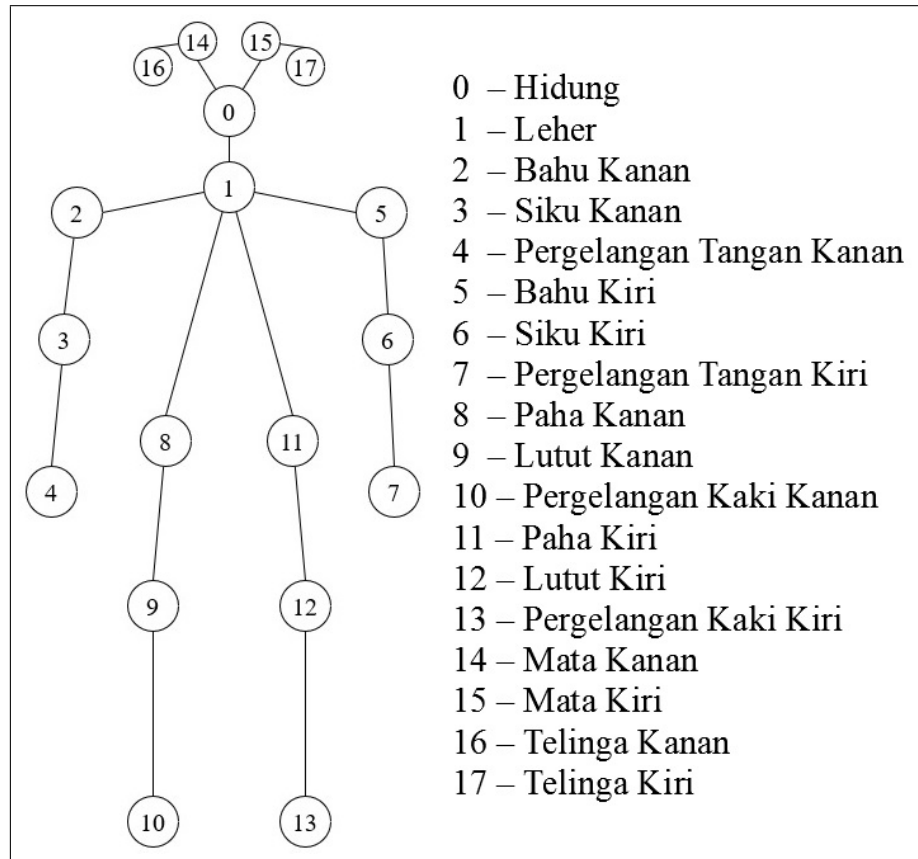 14 15
16 17
0
1
2 5
3 6
8 11
4 7
9 12
10 13
0 – Hidung
1 – Leher
2 – Bahu Kanan
3 – Siku Kanan
4 – Pergelangan Tangan Kanan
5 – Bahu Kiri
6 – Siku Kiri
7 – Pergelangan Tangan Kiri
8 – Paha Kanan
9 – Lutut Kanan
10 – Pergelangan Kaki Kanan
11 – Paha Kiri
12 – Lutut Kiri
13 – Pergelangan Kaki Kiri
14 – Mata Kanan
15 – Mata Kiri
16 – Telinga Kanan
17 – Telinga Kiri